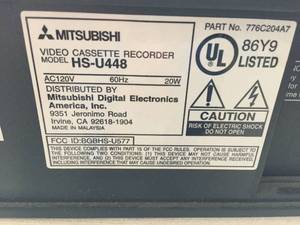 MITSUBISHI
PART No. 776C204A7
VIDEO CASSETTE RECORDER
MODEL HS-U448
AC120V 60Hz 20W
DISTRIBUTED BY
Mitsubishi Digital Electronics
America, Inc.
9351 Jeronimo Road
Irvine, CA 92618-1904
MADE IN MALAYSIA
UL
86Y9
LISTED
CAUTION
RISK OF ELECTRIC SHOCK
DO NOT OPEN
FCC ID:BGBHS-U577
THIS DEVICE COMPLIES WITH PART 15 OF THE FCC RULES. OPERATION IS SUBJECT TO THE
FOLLOWING TWO CONDITIONS: (1) THIS DEVICE MAY NOT CAUSE HARMFUL INTERFERENCE,
AND (2) THIS DEVICE MUST ACCEPT ANY INTERFERENCE RECEIVED, INCLUDING
INTERFERENCE THAT MAY CAUSE UNDESIRED OPERATION.